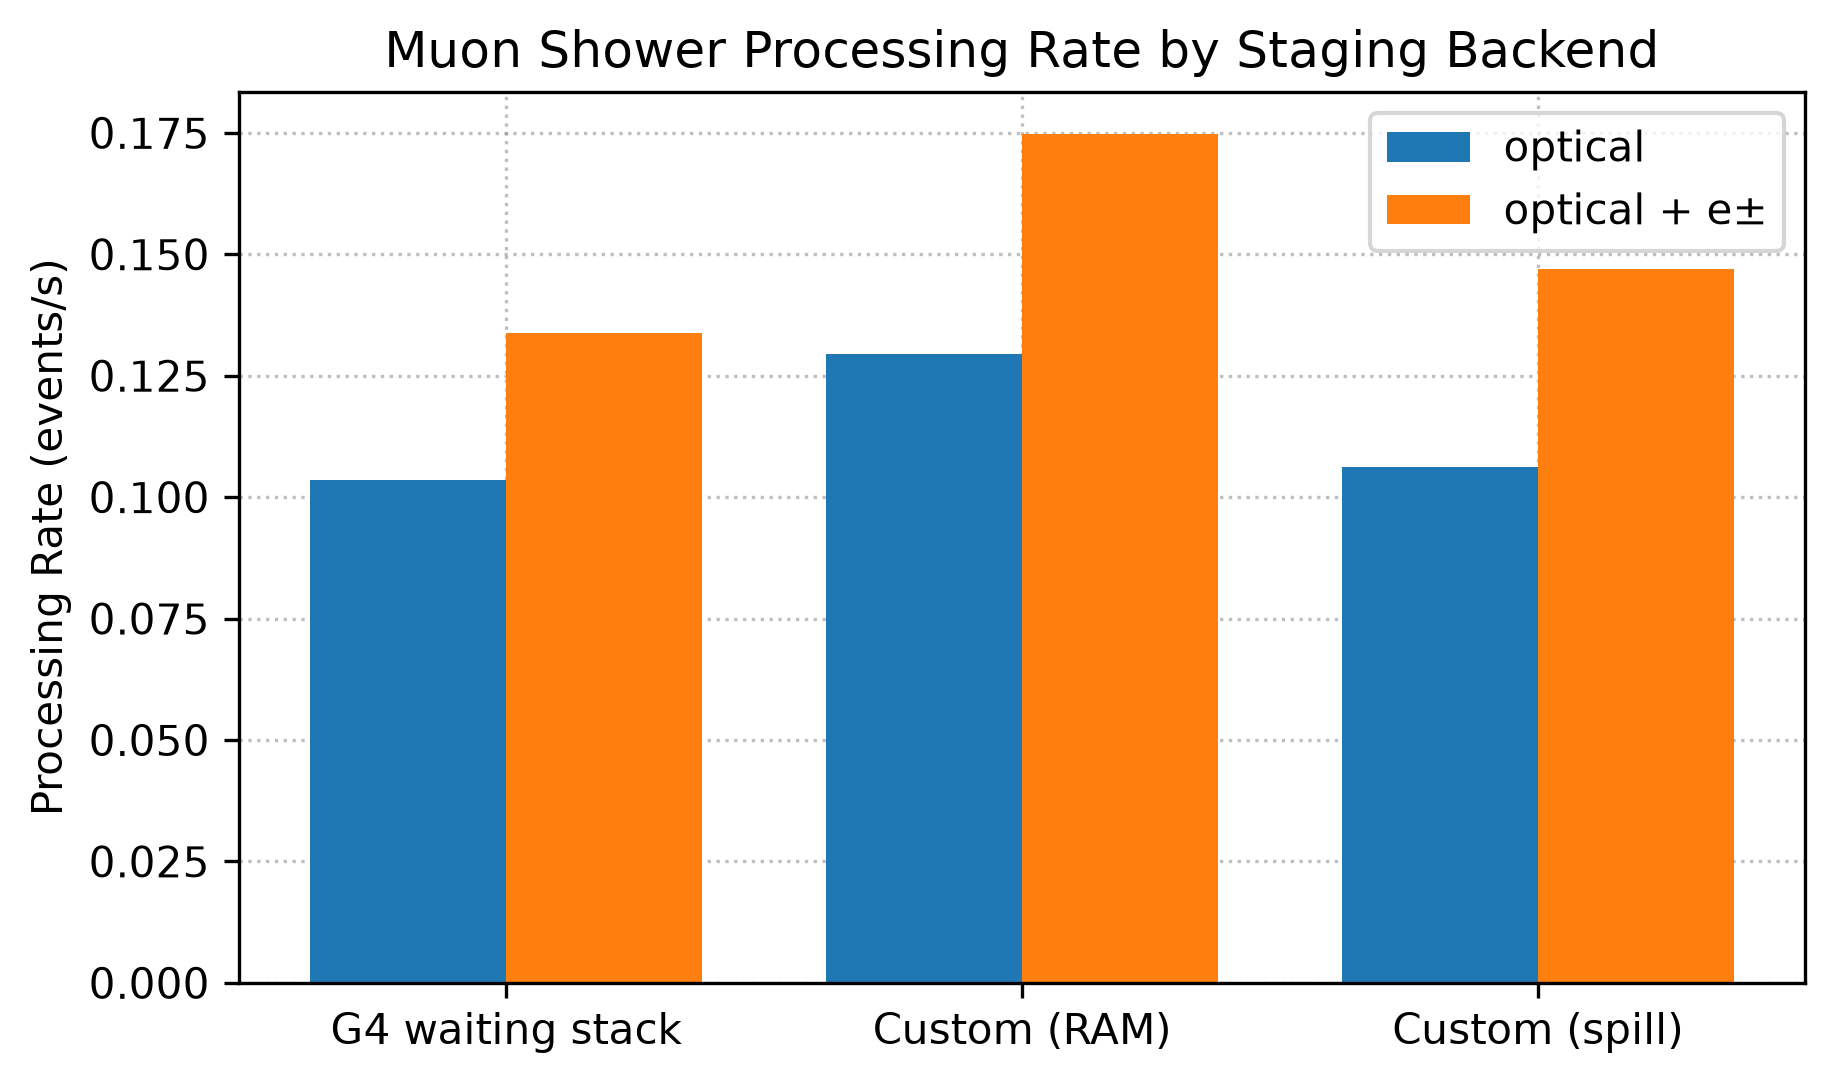 Muon Shower Processing Rate by Staging Backend
Processing Rate (events/s)
0.175
0.150
0.125
0.100
0.075
0.050
0.025
0.000
optical
optical + e±
G4 waiting stack
Custom (RAM)
Custom (spill)